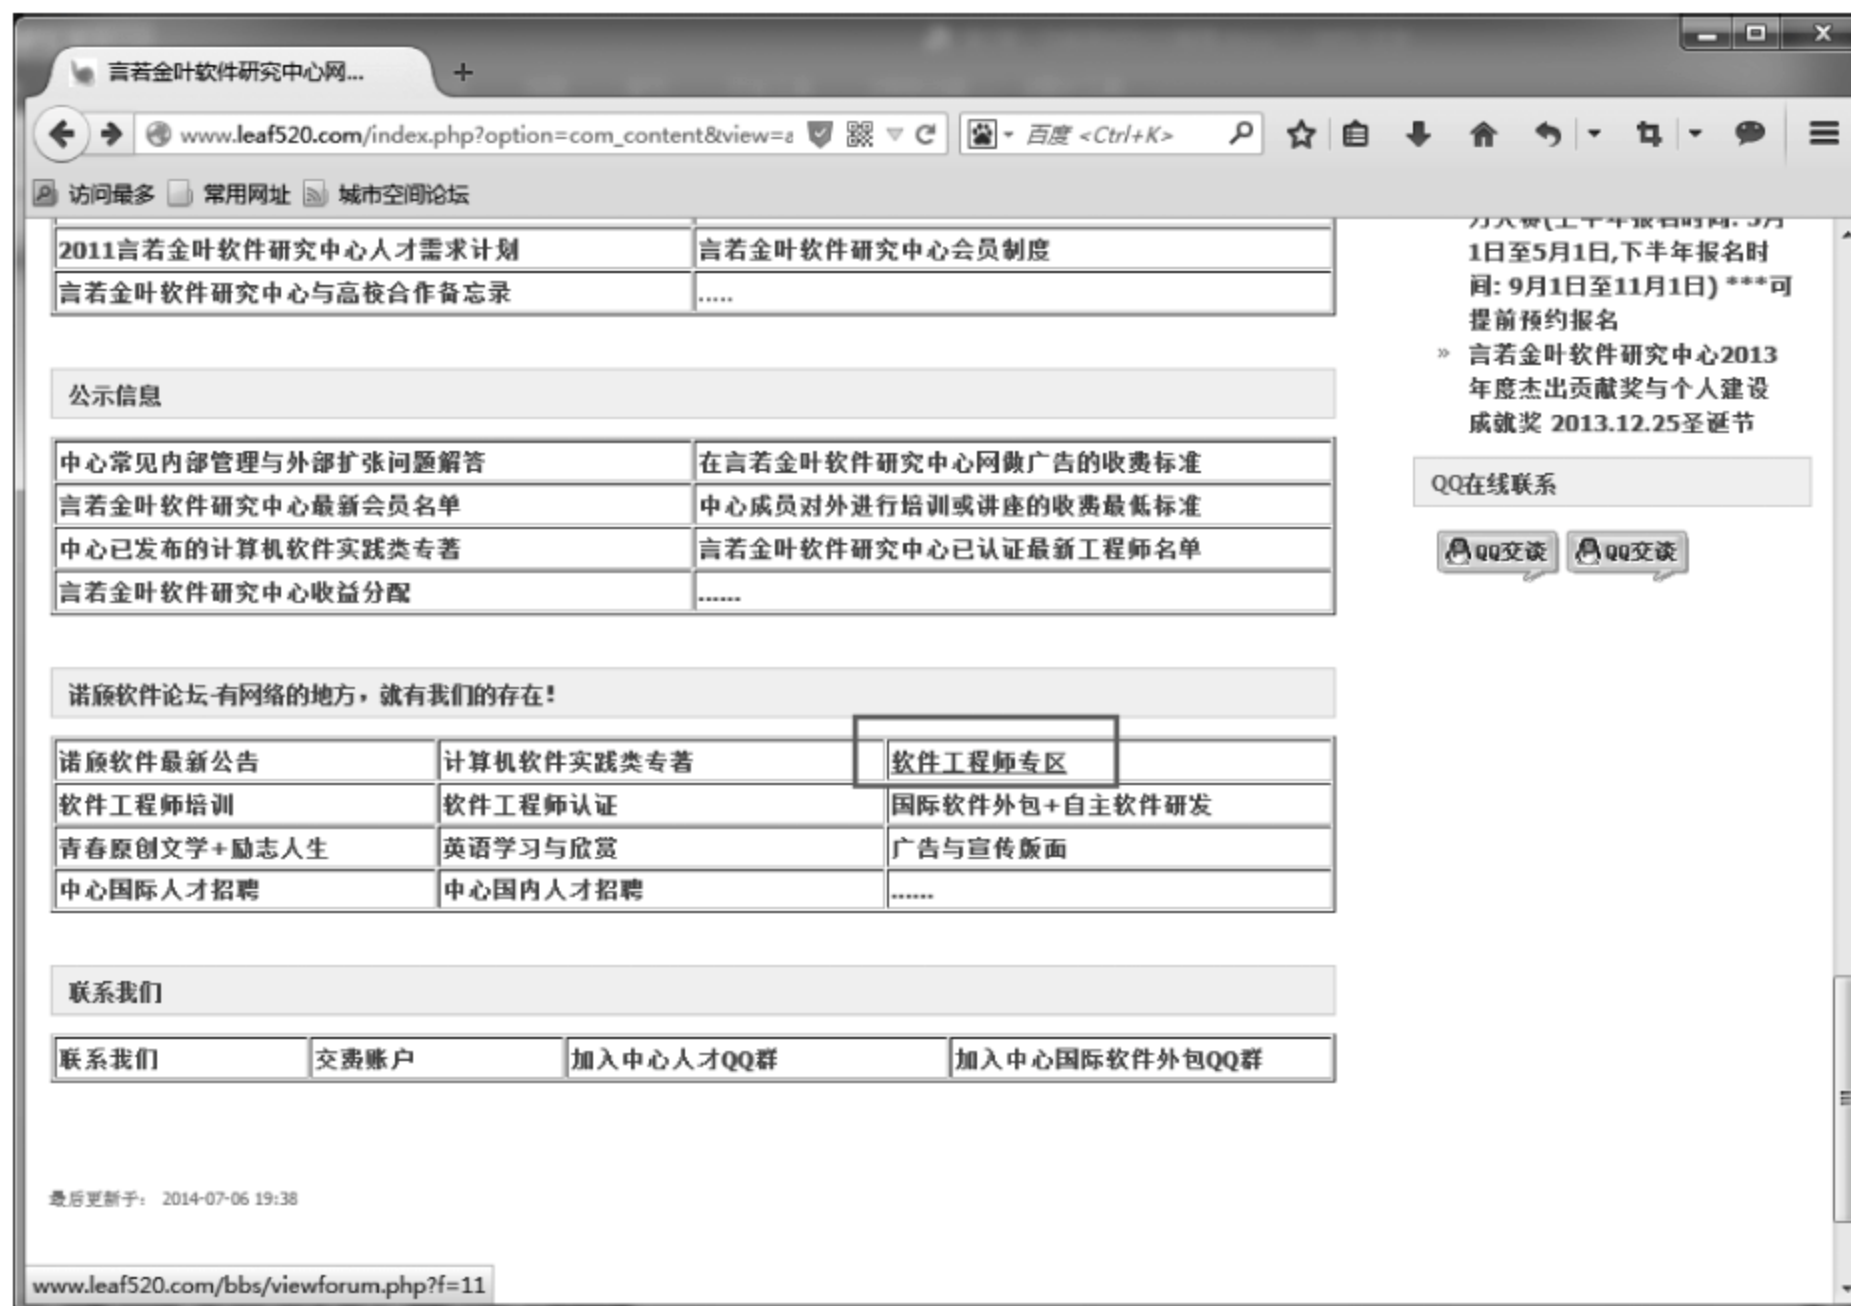 言若金叶软件研究中心网...
www.leaf520.com/index.php?option=com_content&view=a
百度 <Ctrl+K>
访问最多 常用网址 城市空间论坛
2011言若金叶软件研究中心人才需求计划 言若金叶软件研究中心会员制度
言若金叶软件研究中心与高校合作备忘录 .....
公示信息
中心常见内部管理与外部扩张问题解答 在言若金叶软件研究中心网做广告的收费标准
言若金叶软件研究中心最新会员名单 中心成员对外进行培训或讲座的收费最低标准
中心已发布的计算机软件实践类专著 言若金叶软件研究中心已认证最新工程师名单
言若金叶软件研究中心收益分配 ......
诺颀软件论坛-有网络的地方，就有我们的存在!
诺颀软件最新公告 计算机软件实践类专著 软件工程师专区
软件工程师培训 软件工程师认证 国际软件外包+自主软件研发
青春原创文学+励志人生 英语学习与欣赏 广告与宣传版面
中心国际人才招聘 中心国内人才招聘 ......
联系我们
联系我们 交费账户 加入中心人才QQ群 加入中心国际软件外包QQ群
最后更新于： 2014-07-06 19:38
方大赛(上半年报名时间: 3月
1日至5月1日,下半年报名时
间: 9月1日至11月1日) ***可
提前预约报名
» 言若金叶软件研究中心2013
年度杰出贡献奖与个人建设
成就奖 2013.12.25圣诞节
QQ在线联系
QQ交谈 QQ交谈
www.leaf520.com/bbs/viewforum.php?f=11